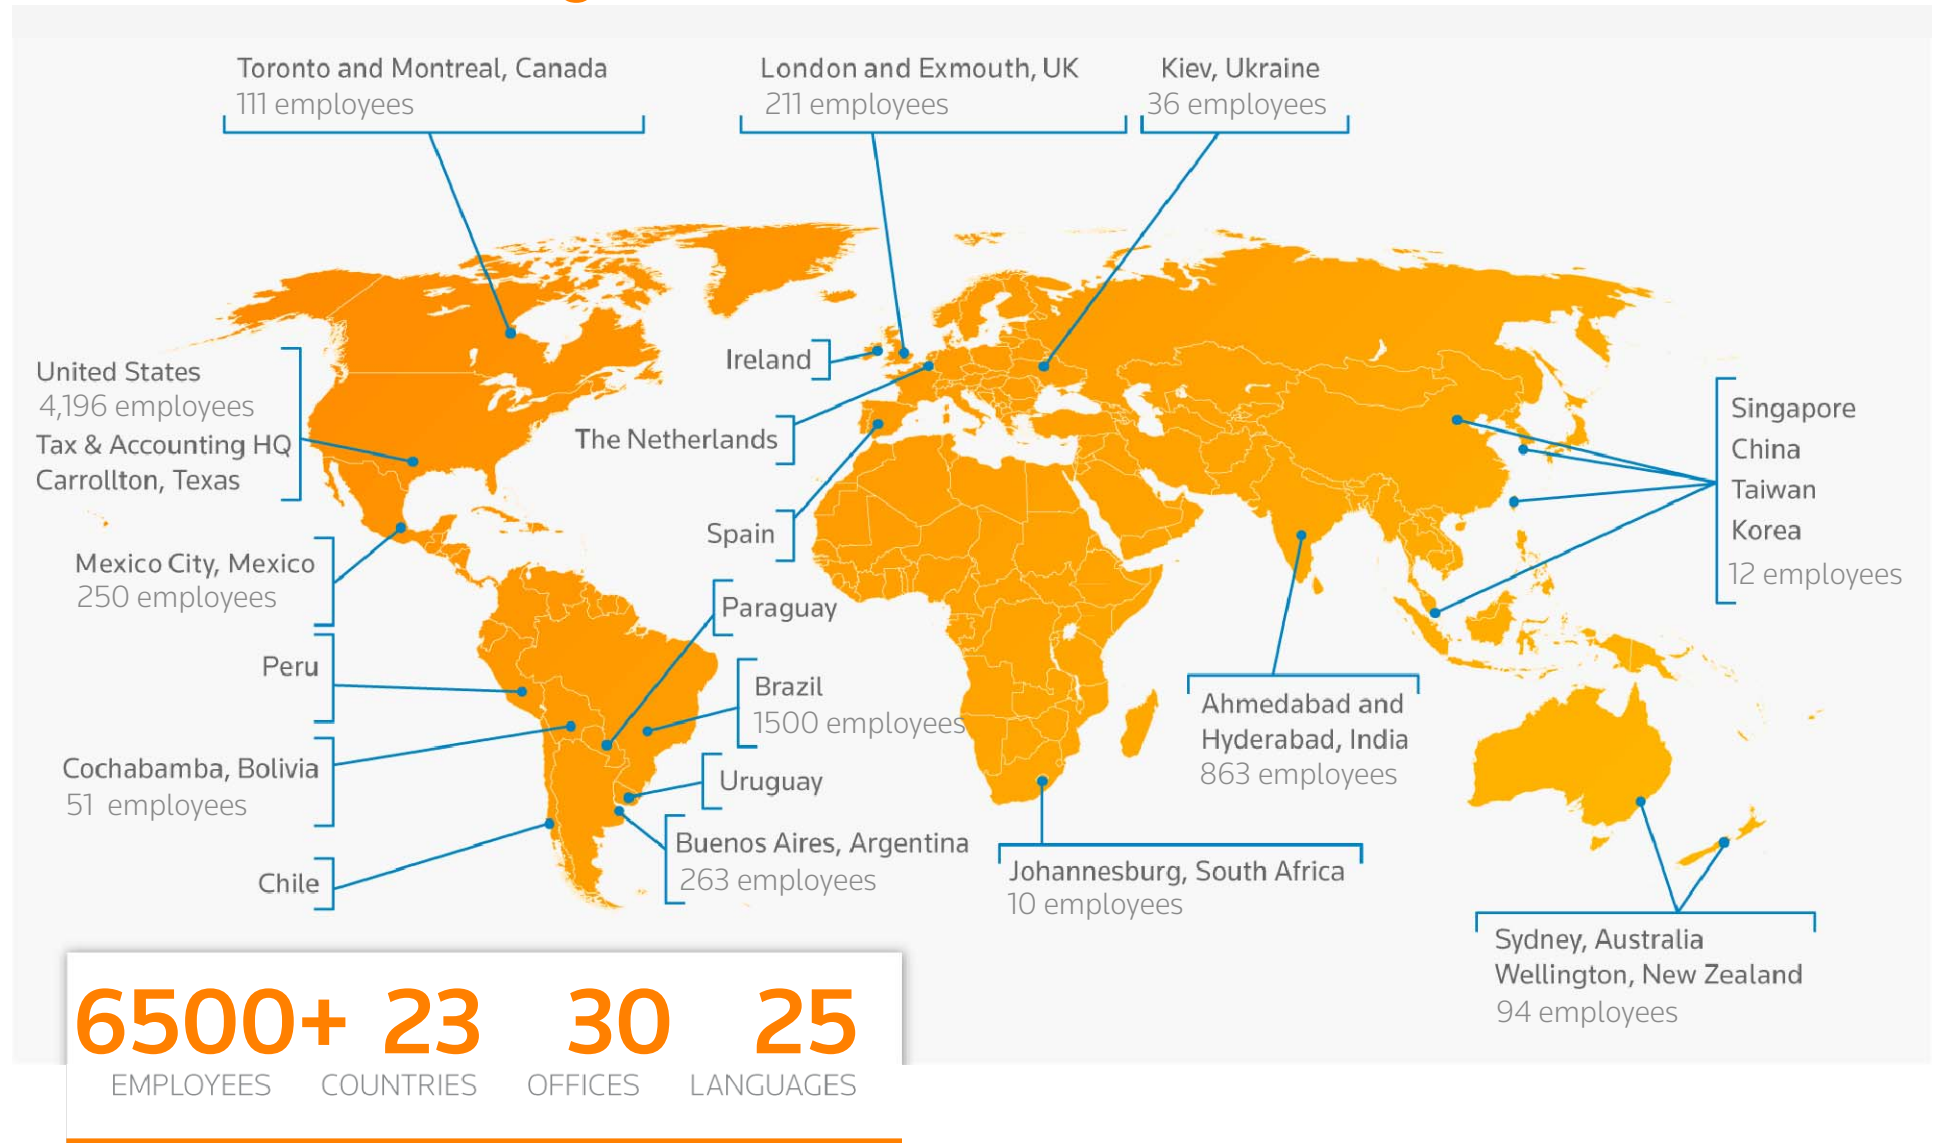 Toronto and Montreal, Canada
111 employees
London and Exmouth, UK
211 employees
Kiev, Ukraine
36 employees
United States
4,196 employees
Tax & Accounting HQ
Carrollton, Texas
Ireland
The Netherlands
Spain
Singapore
China
Taiwan
Korea
12 employees
Mexico City, Mexico
250 employees
Peru
Cochabamba, Bolivia
51 employees
Chile
Paraguay
Brazil
1500 employees
Uruguay
Buenos Aires, Argentina
263 employees
Ahmedabad and
Hyderabad, India
863 employees
Johannesburg, South Africa
10 employees
Sydney, Australia
Wellington, New Zealand
94 employees
6500+ 23 30 25
EMPLOYEES COUNTRIES OFFICES LANGUAGES